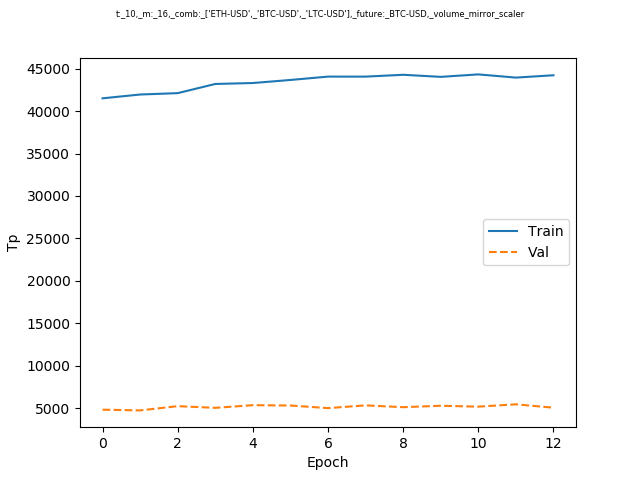 t:_10,_m:_16,_comb:_['ETH-USD',_'BTC-USD',_'LTC-USD'],_future:_BTC-USD,_volume_mirror_scaler
45000
40000
35000
30000
25000
20000
15000
10000
5000
Tp
Train
Val
0 2 4 6 8 10 12
Epoch